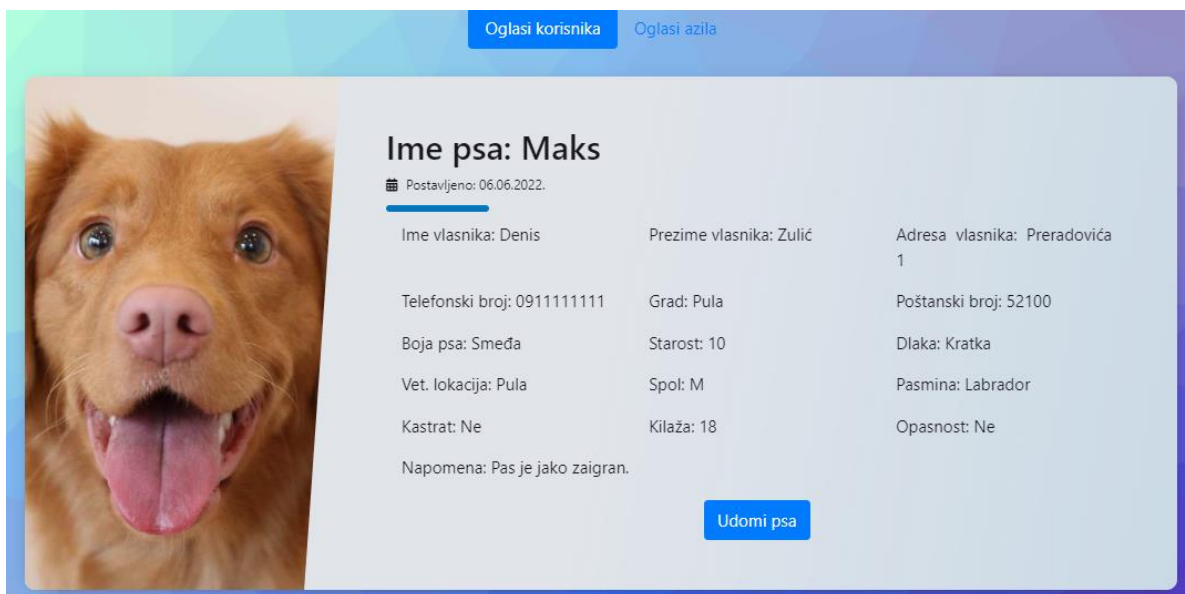 Oglasi korisnika Oglasi azila
Ime psa: Maks
Postavljeno: 06.06.2022.
Ime vlasnika: Denis Prezime vlasnika: Zulić Adresa vlasnika: Preradovića
1
Telefonski broj: 0911111111 Grad: Pula Poštanski broj: 52100
Boja psa: Smeđa Starost: 10 Dlaka: Kratka
Vet. lokacija: Pula Spol: M Pasmina: Labrador
Kastrat: Ne Kilaža: 18 Opasnost: Ne
Napomena: Pas je jako zaigran.
Udomi psa